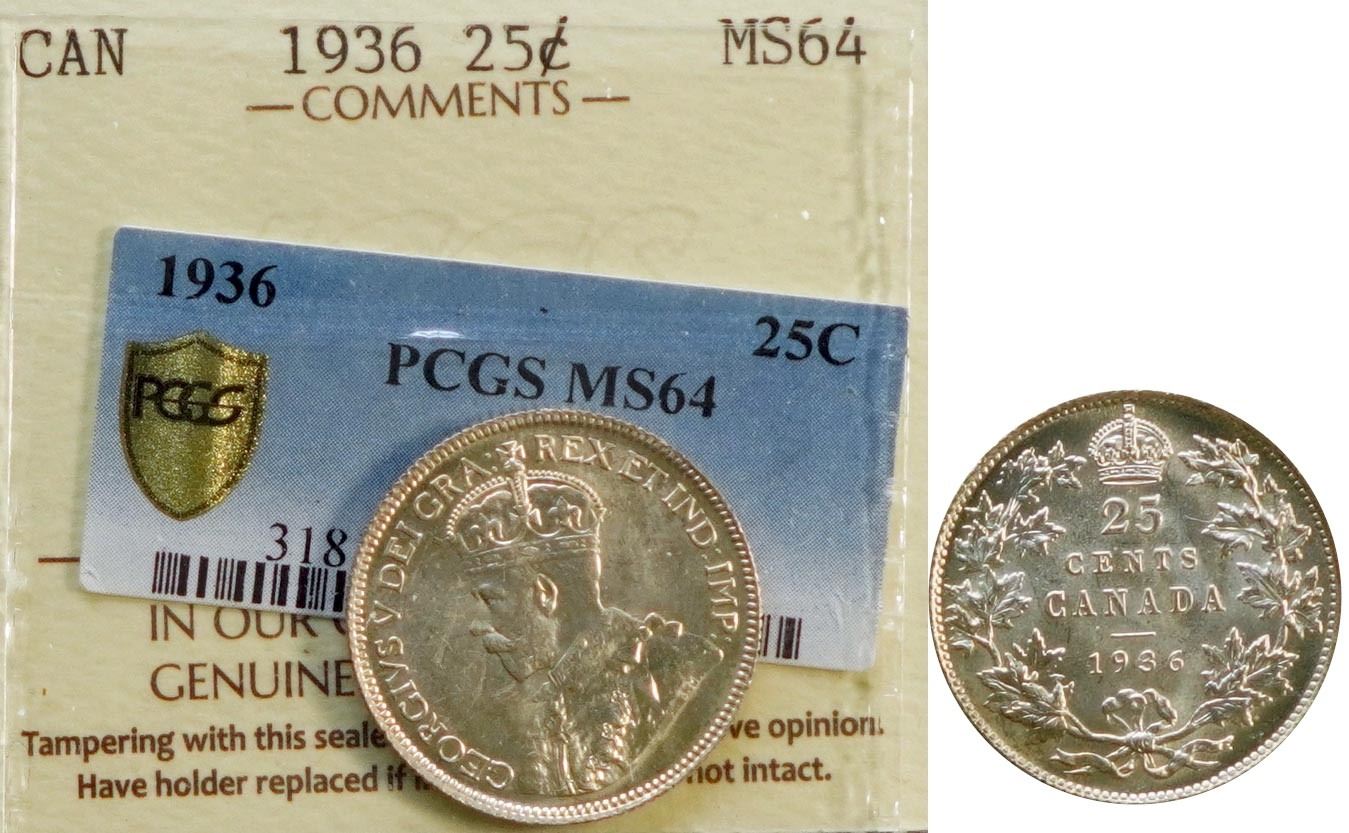 CAN 1936 25¢ MS64
COMMENTS
1936
25C
PCGS
PCGS MS64
318
IN OUR
GENUINE
Tampering with this seale ve opinion.
Have holder replaced if not intact.
GEORGIVS V DEI GRA: REX ET IND: IMP:
25
CENTS
CANADA
1936